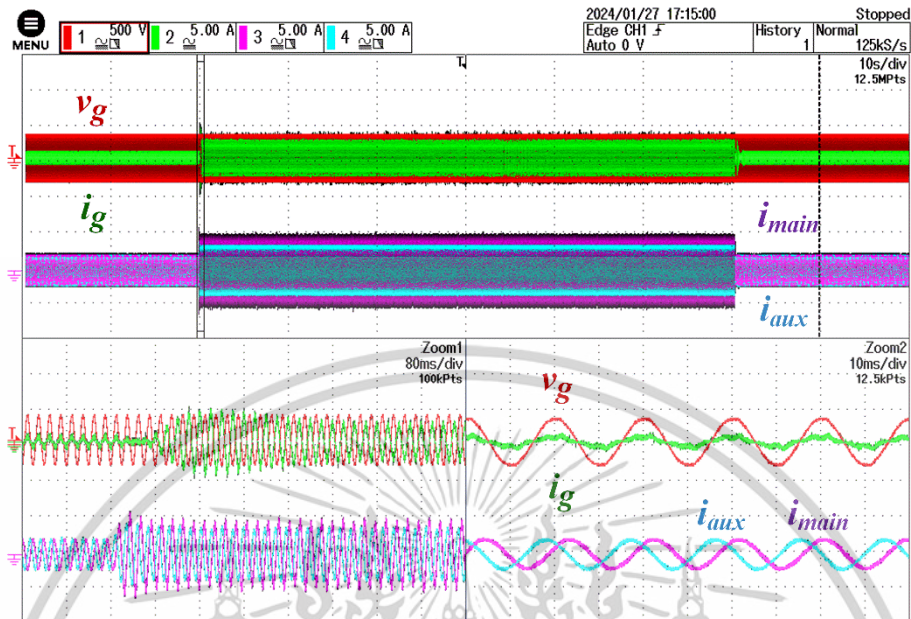 2024/01/27 17:15:00 Stopped
MENU 1 500 V 2 5.00 A 3 5.00 A 4 5.00 A Edge CH1 History Normal
Auto 0 V 1 125kS/s
T 10s/div
12.5MPts
vg
T
ig
imain
iaux
Zoom1 Zoom2
80ms/div 10ms/div
100kPts 12.5kPts
vg
T
ig iaux imain